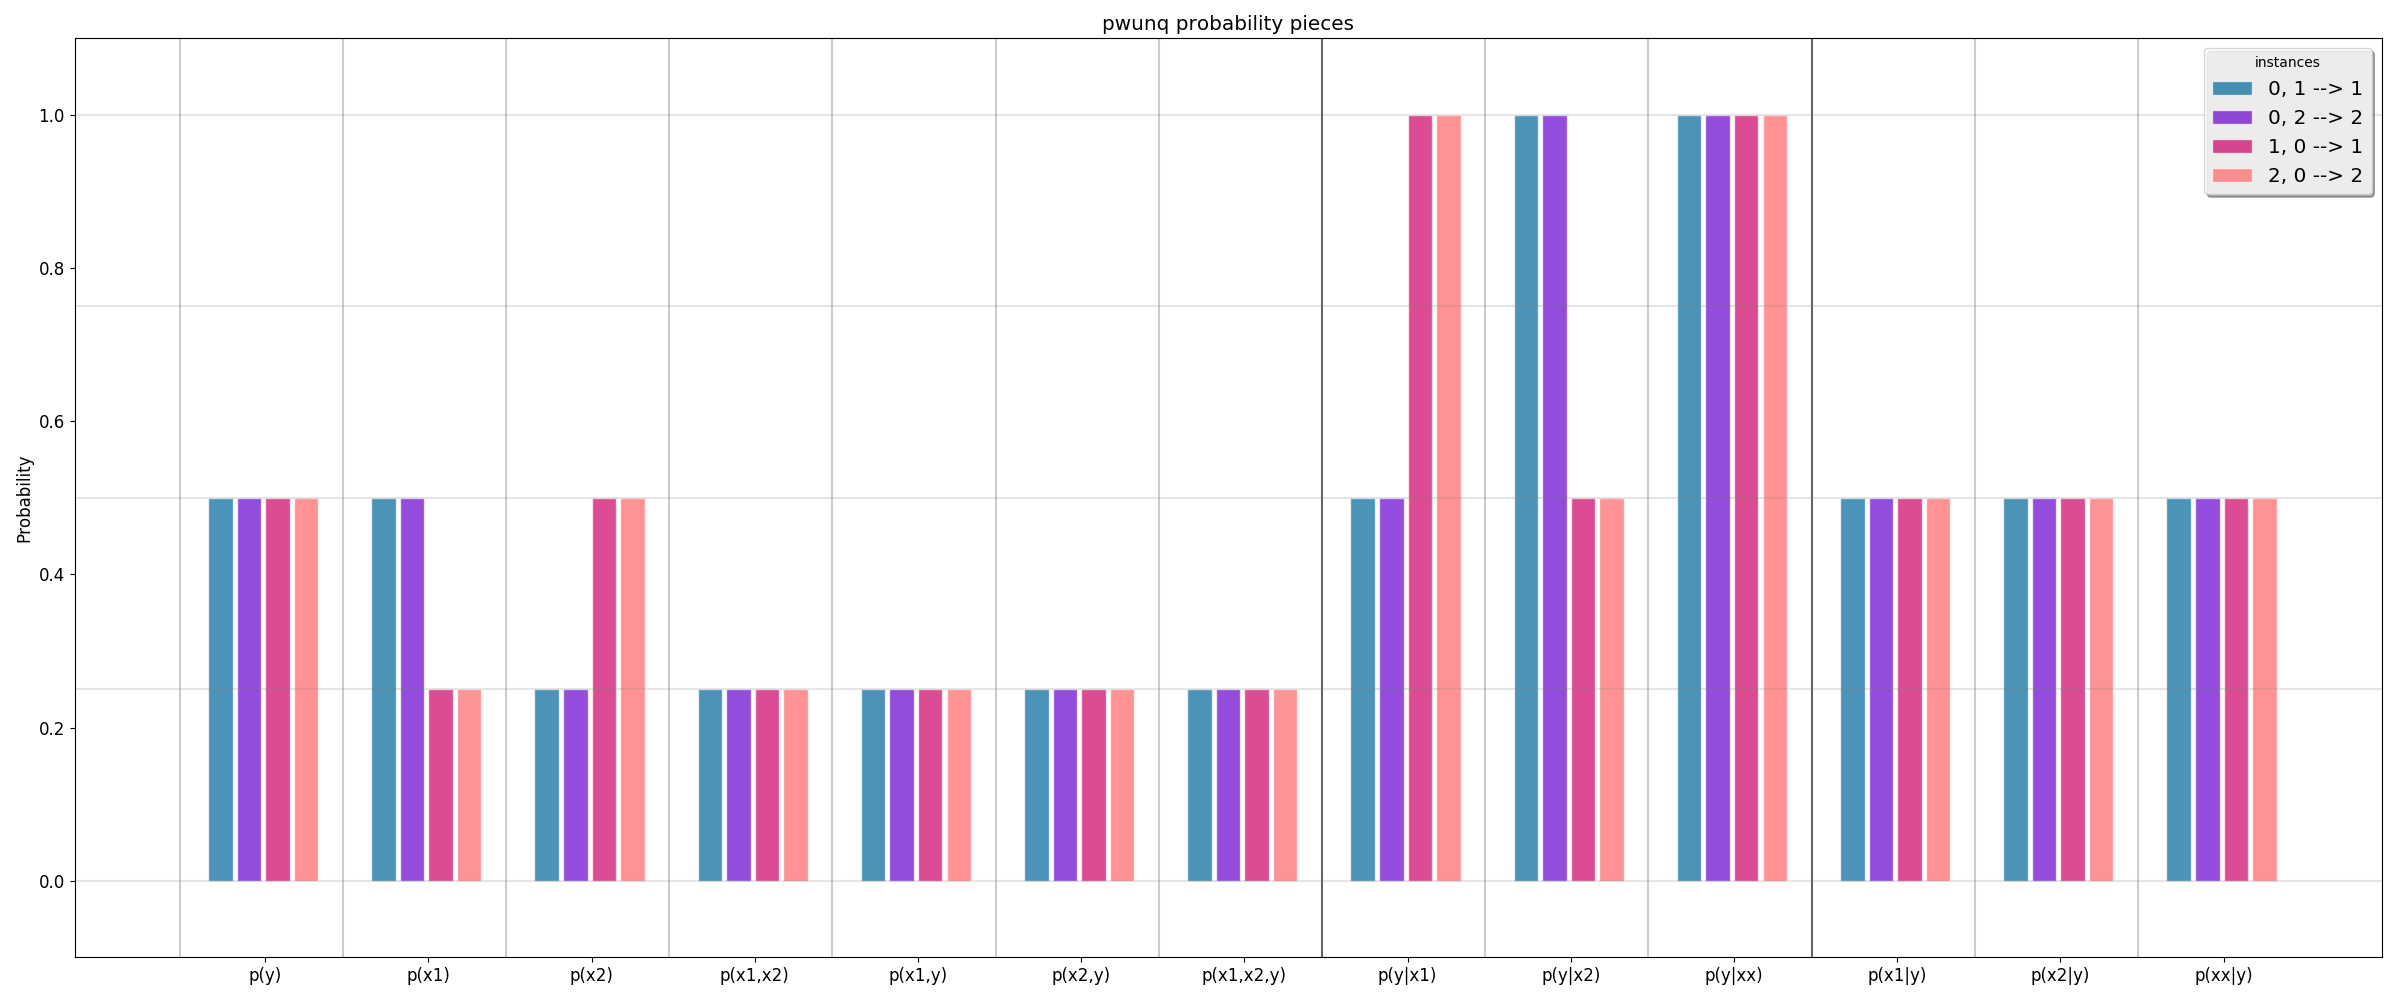 pwunq probability pieces
instances
0, 1 --> 1
0, 2 --> 2
1, 0 --> 1
2, 0 --> 2
Probability
1.0
0.8
0.6
0.4
0.2
0.0
p(y) p(x1) p(x2) p(x1,x2) p(x1,y) p(x2,y) p(x1,x2,y) p(y|x1) p(y|x2) p(y|xx) p(x1|y) p(x2|y) p(xx|y)